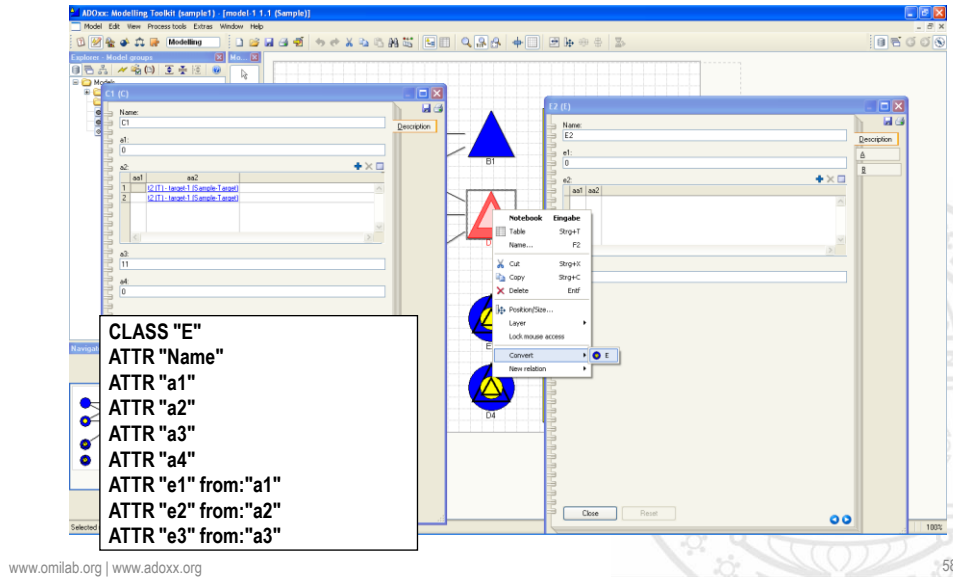 ADOxx: Modelling Toolkit (sample1) - [model-1 1.1 (Sample)]
Model Edit View Process tools Extras Window Help
Modelling
Explorer - Model groups
Mo...
Models
C1 (C)
Name:
C1
Description
a1:
0
a2:
aa1 aa2
1 t2 (T) - target-1 (Sample-Target)
2 t2 (T) - target-1 (Sample-Target)
a3:
11
a4:
0
B1
Notebook Eingabe
Table Strg+T
Name... F2
Cut Strg+X
Copy Strg+C
Delete Entf
Position/Size...
Layer
Lock mouse access
Convert
E
New relation
D4
E2 (E)
Name:
E2
Description
A
B
e1:
0
e2:
aa1 aa2
Close Reset
Navigat
CLASS "E"
ATTR "Name"
ATTR "a1"
ATTR "a2"
ATTR "a3"
ATTR "a4"
ATTR "e1" from:"a1"
ATTR "e2" from:"a2"
ATTR "e3" from:"a3"
Selected
100%
www.omilab.org | www.adoxx.org
58